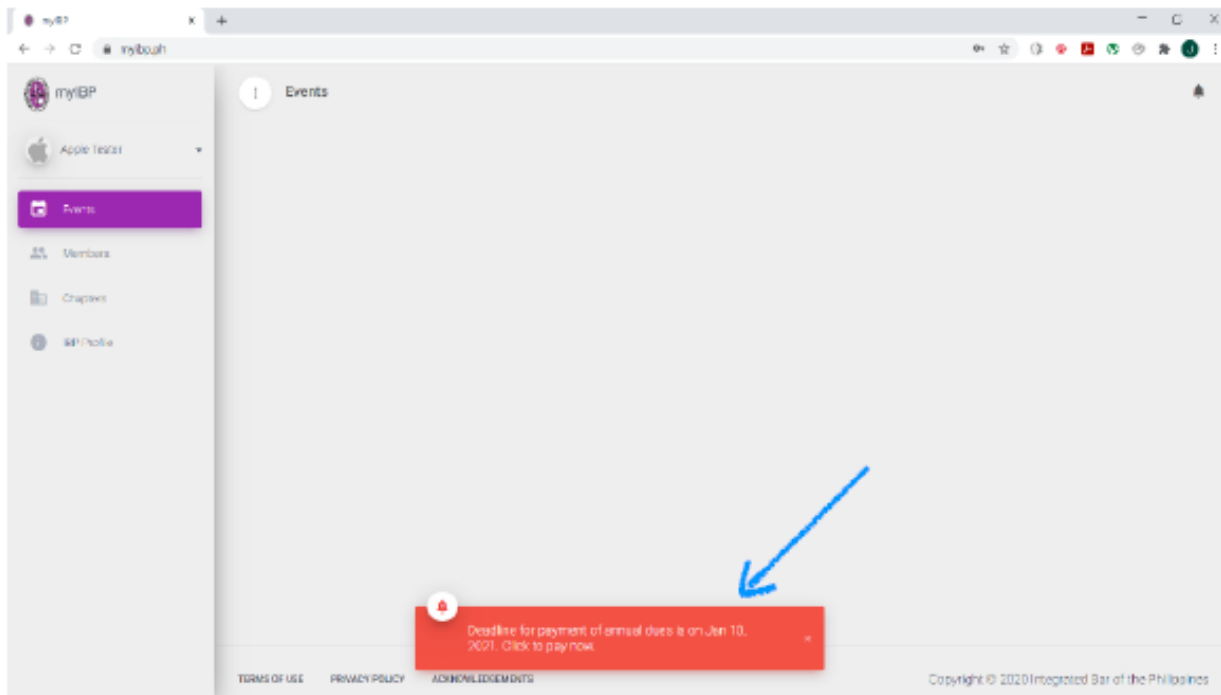 myIBP
myibp.ph
myIBP
Apple Tester
Events
Members
Chapters
IBP Profile
Events
Deadline for payment of annual dues is on Jan 10,
2021. Click to pay now.
TERMS OF USE PRIVACY POLICY ACKNOWLEDGEMENTS
Copyright © 2020 Integrated Bar of the Philippines